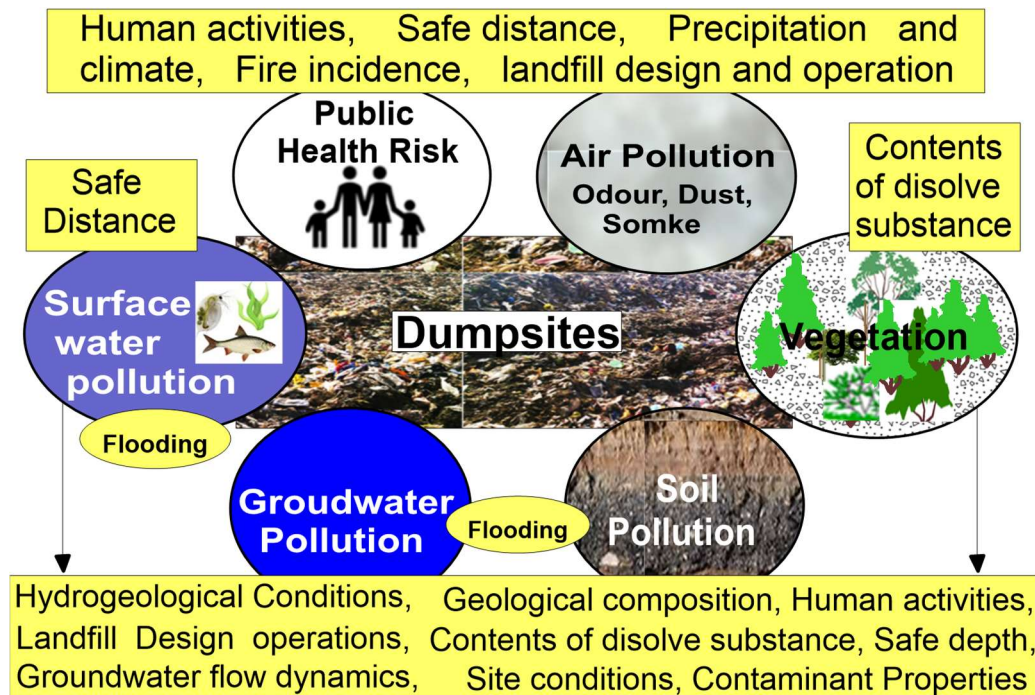 Human activities, Safe distance, Precipitation and
climate, Fire incidence, landfill design and operation
Public
Health Risk
Air Pollution
Odour, Dust,
Somke
Safe
Distance
Contents
of disolve
substance
Surface
water
pollution
Dumpsites
Vegetation
Flooding
Groudwater
Pollution
Flooding
Soil
Pollution
Hydrogeological Conditions,
Landfill Design operations,
Groundwater flow dynamics,
Geological composition, Human activities,
Contents of disolve substance, Safe depth,
Site conditions, Contaminant Properties